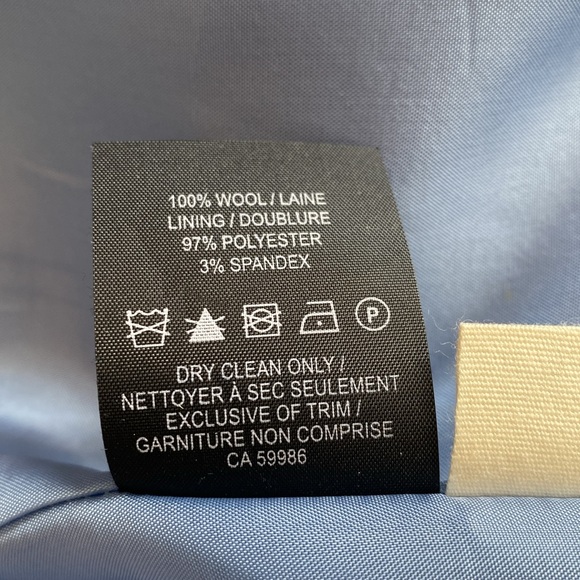 100% WOOL / LAINE
LINING / DOUBLURE
97% POLYESTER
3% SPANDEX
P
DRY CLEAN ONLY /
NETTOYER À SEC SEULEMENT
EXCLUSIVE OF TRIM /
GARNITURE NON COMPRISE
CA 59986